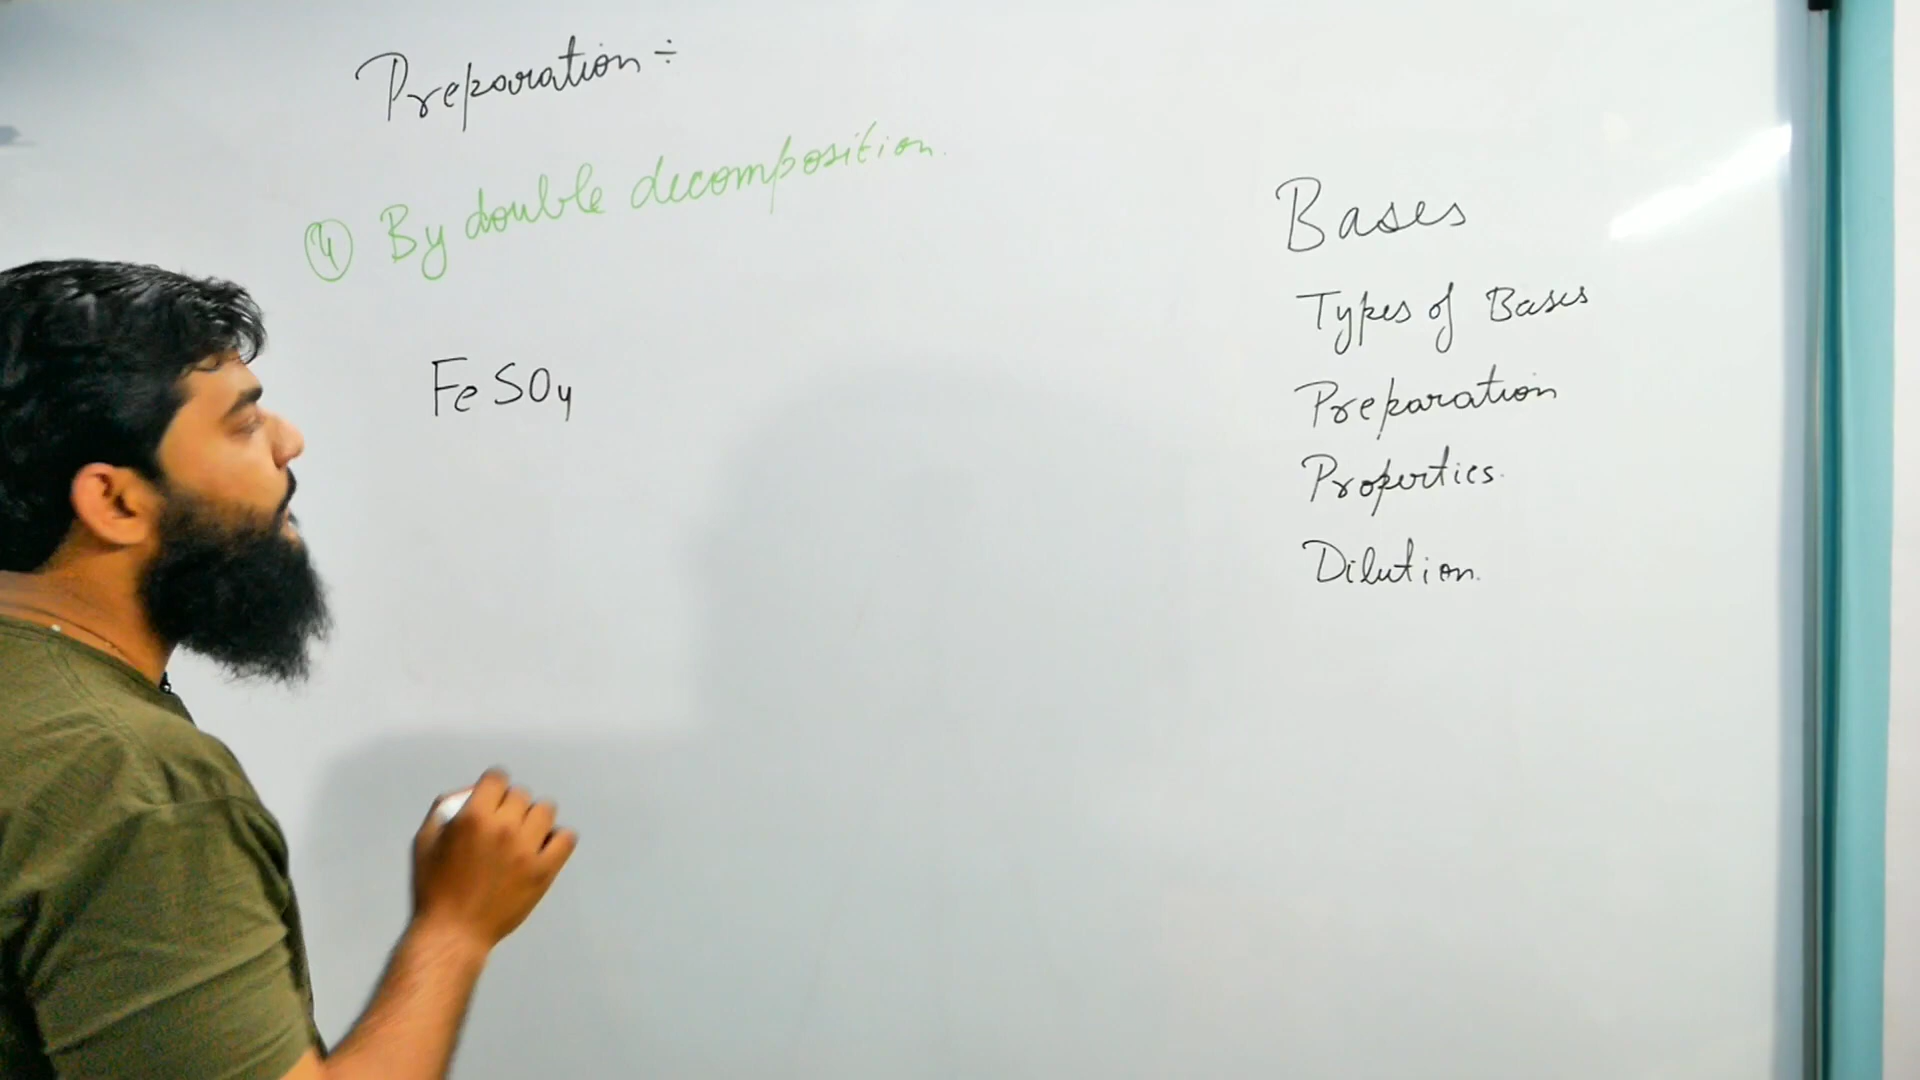 Preparation ÷
④ By double decomposition.
FeSO₄
Bases
Types of Bases
Preparation
Properties.
Dilution.